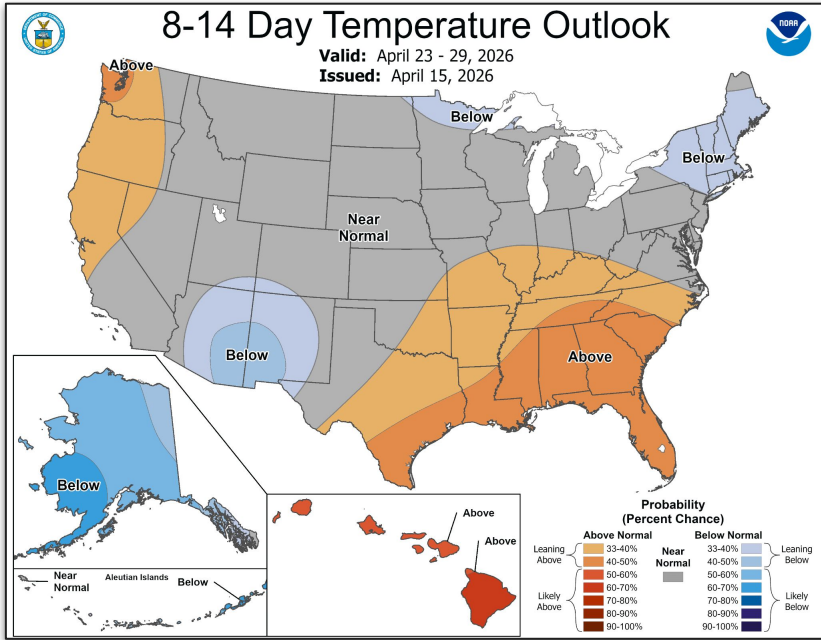 8-14 Day Temperature Outlook
Valid: April 23 - 29, 2026
Issued: April 15, 2026
NOAA
Above
Below
Below
Near
Normal
Below
Above
Below
Near
Normal
Aleutian Islands
Below
Above
Above
Probability
(Percent Chance)
Above Normal
Below Normal
Leaning
Above
33-40%
40-50%
Near
Normal
33-40%
40-50%
Leaning
Below
Likely
Above
50-60%
60-70%
70-80%
80-90%
90-100%
50-60%
60-70%
70-80%
80-90%
90-100%
Likely
Below